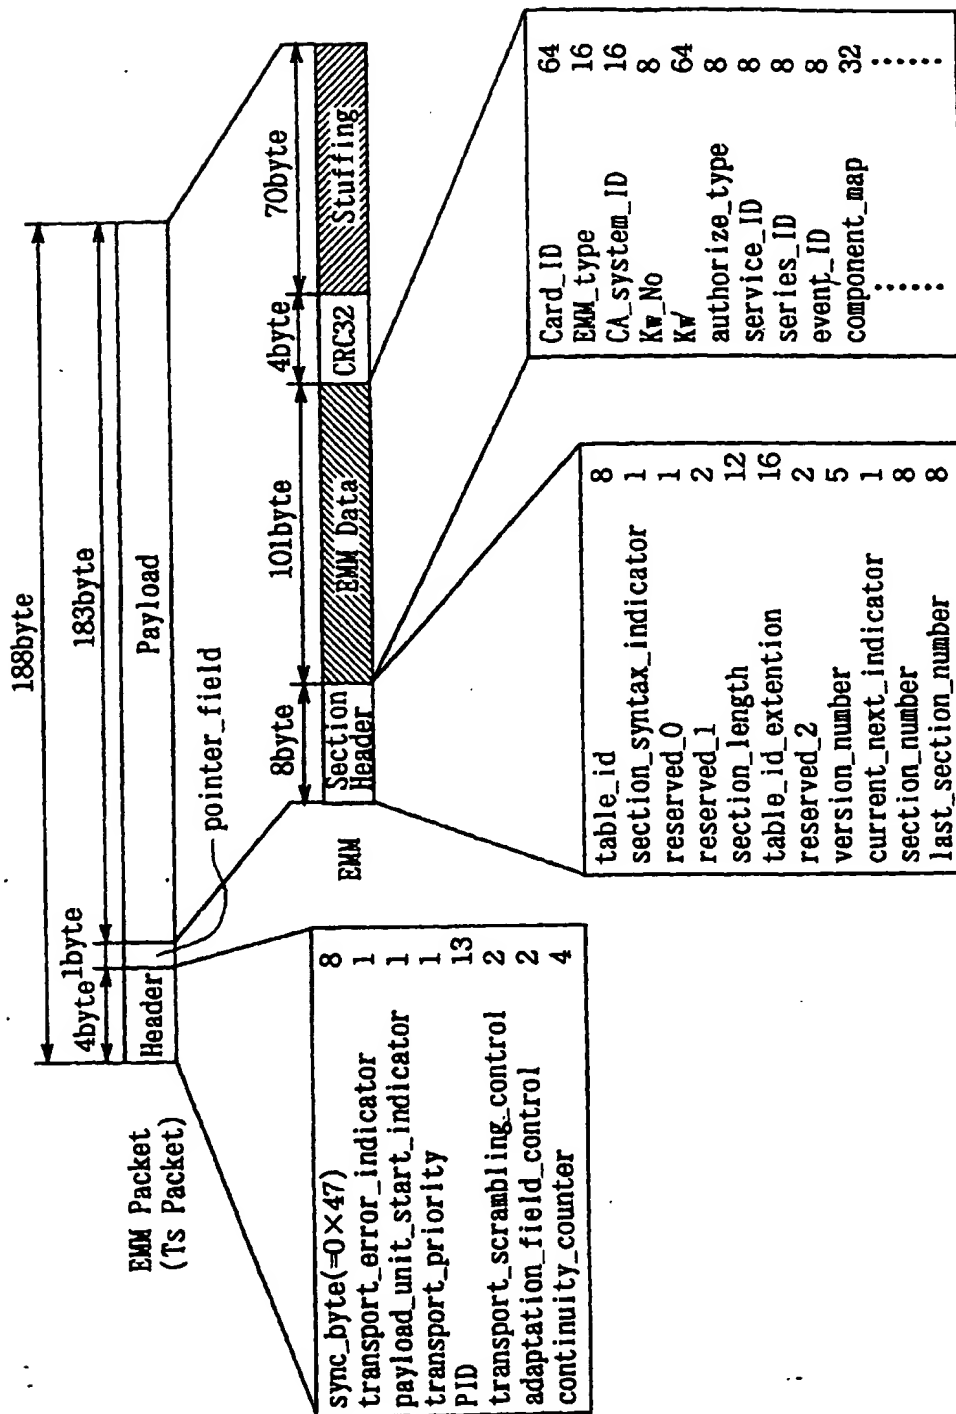 EMM Packet
(Ts Packet)
188byte
4byte
1byte
183byte
Header
Payload
pointer_field
EMM
8byte
101byte
4byte
70byte
Section
Header
EMM Data
CRC32
Stuffing
sync_byte(=0×47) 8
transport_error_indicator 1
payload_unit_start_indicator 1
transport_priority 1
PID 13
transport_scrambling_control 2
adaptation_field_control 2
continuity_counter 4
table_id 8
section_syntax_indicator 1
reserved_0 1
reserved_1 2
section_length 12
table_id_extention 16
reserved_2 2
version_number 5
current_next_indicator 1
section_number 8
last_section_number 8
Card_ID 64
EMM_type 16
CA_system_ID 16
Kw_No 8
Kw 64
authorize_type 8
service_ID 8
series_ID 8
event_ID 8
component_map 32
...... ......